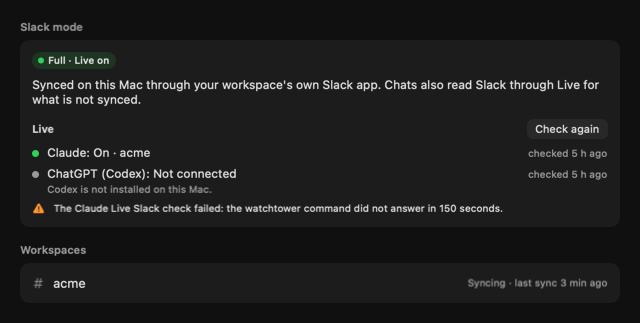 Slack mode
Full · Live on
Synced on this Mac through your workspace's own Slack app. Chats also read Slack through Live for
what is not synced.
Live
Check again
Claude: On · acme
checked 5 h ago
ChatGPT (Codex): Not connected
checked 5 h ago
Codex is not installed on this Mac.
The Claude Live Slack check failed: the watchtower command did not answer in 150 seconds.
Workspaces
# acme
Syncing · last sync 3 min ago